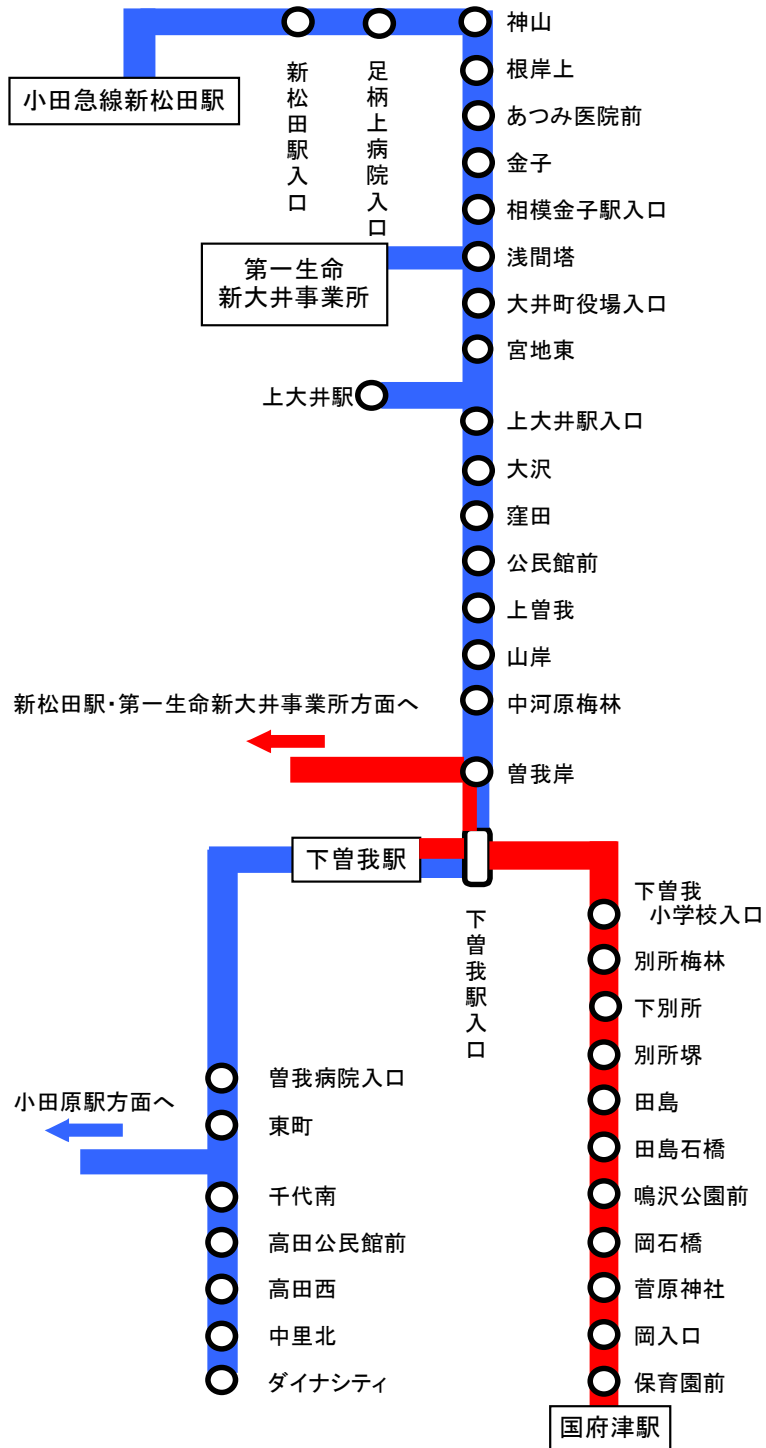 神山
小田急線新松田駅
新松田駅入口
足柄上病院入口
根岸上
あつみ医院前
金子
相模金子駅入口
浅間塔
第一生命
新大井事業所
大井町役場入口
宮地東
上大井駅
上大井駅入口
大沢
窪田
公民館前
上曽我
山岸
中河原梅林
新松田駅・第一生命新大井事業所方面へ
曽我岸
下曽我駅
下曽我駅入口
下曽我
小学校入口
別所梅林
下別所
別所堺
田島
田島石橋
鳴沢公園前
岡石橋
菅原神社
岡入口
保育園前
国府津駅
曽我病院入口
小田原駅方面へ
東町
千代南
高田公民館前
高田西
中里北
ダイナシティ